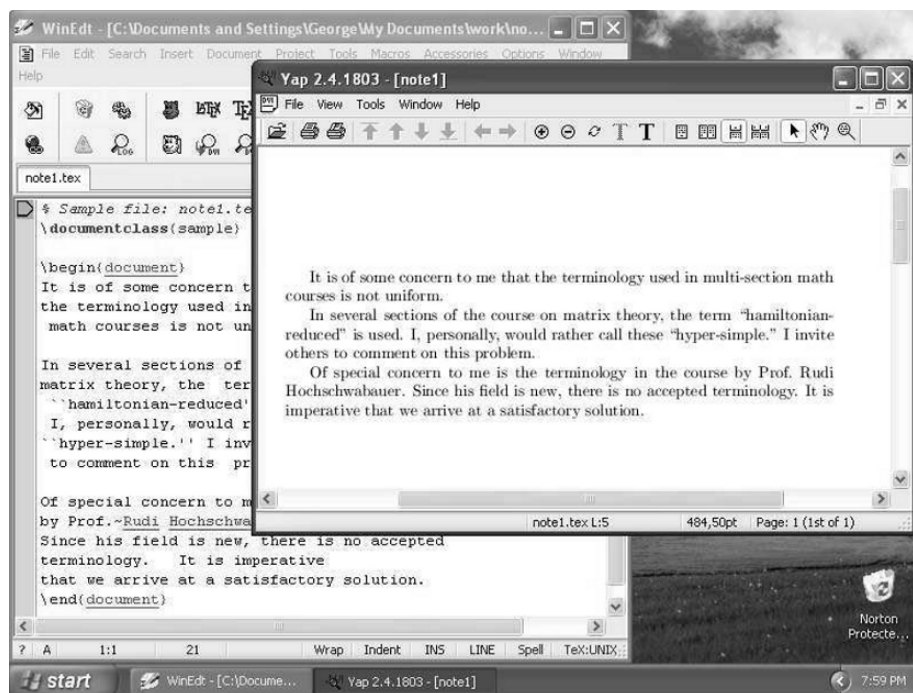 WinEdt - [C:\Documents and Settings\George\My Documents\work\no...
File Edit Search Insert Document Project Tools Macros Accessories Options Window
Help
note1.tex
% Sample file: note1.te
\documentclass{sample}
\begin{document}
It is of some concern t
the terminology used in
math courses is not un
In several sections of
matrix theory, the ter
``hamiltonian-reduced'
I, personally, would r
``hyper-simple.'' I inv
to comment on this pr
Of special concern to m
by Prof.~Rudi Hochschwa
Since his field is new, there is no accepted
terminology. It is imperative
that we arrive at a satisfactory solution.
\end{document}
? A 1:1 21 Wrap Indent INS LINE Spell TeX:UNIX
Yap 2.4.1803 - [note1]
File View Tools Window Help
It is of some concern to me that the terminology used in multi-section math
courses is not uniform.
In several sections of the course on matrix theory, the term “hamiltonian-
reduced” is used. I, personally, would rather call these “hyper-simple.” I invite
others to comment on this problem.
Of special concern to me is the terminology in the course by Prof. Rudi
Hochschwabauer. Since his field is new, there is no accepted terminology. It is
imperative that we arrive at a satisfactory solution.
note1.tex L:5 484,50pt Page: 1 (1st of 1)
Norton
Protecte...
start WinEdt - [C:\Docume... Yap 2.4.1803 - [note1] 7:59 PM